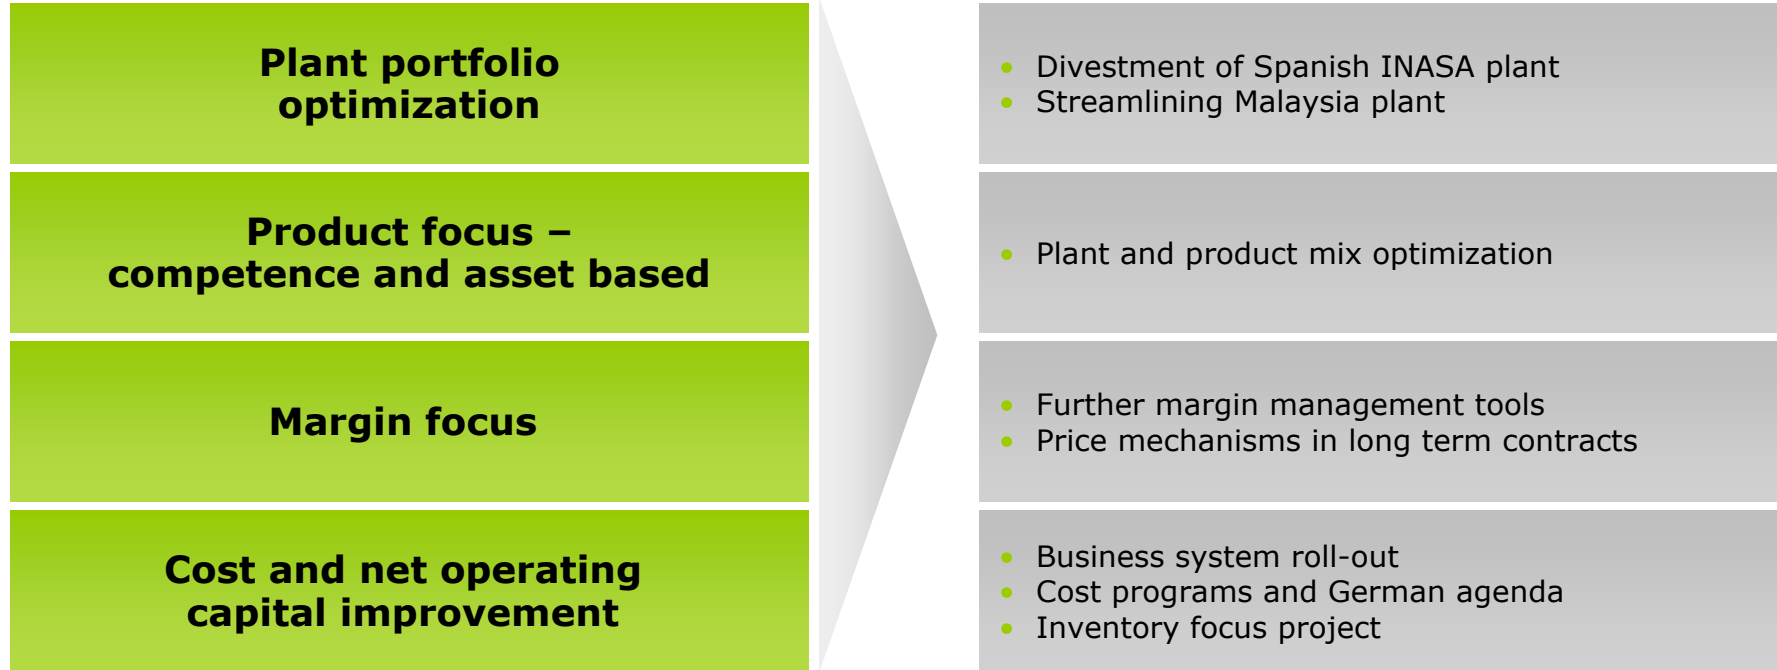 Plant portfolio
optimization
• Divestment of Spanish INASA plant
• Streamlining Malaysia plant
Product focus –
competence and asset based
• Plant and product mix optimization
Margin focus
• Further margin management tools
• Price mechanisms in long term contracts
Cost and net operating
capital improvement
• Business system roll-out
• Cost programs and German agenda
• Inventory focus project